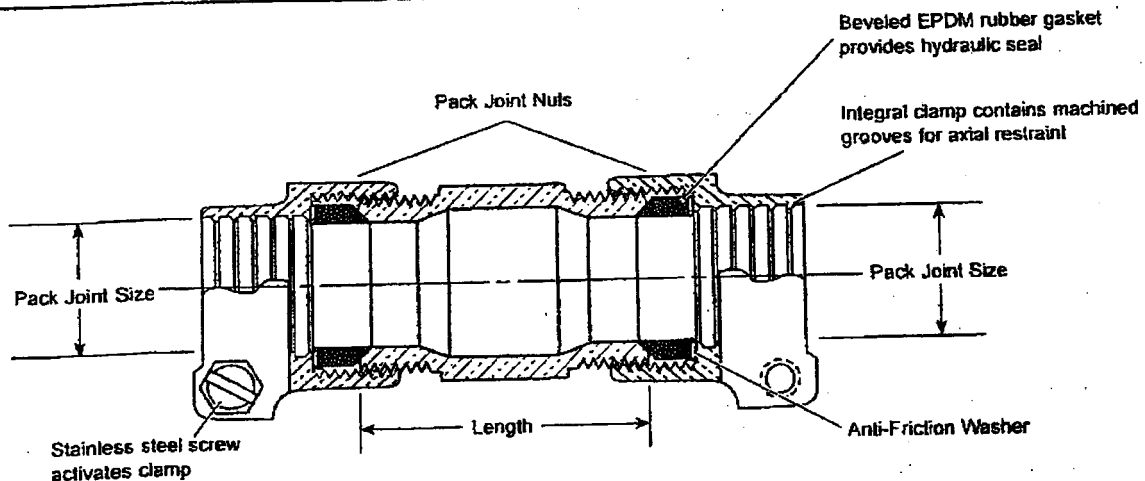 Beveled EPDM rubber gasket
provides hydraulic seal
Pack Joint Nuts
Integral clamp contains machined
grooves for axial restraint
Pack Joint Size
Pack Joint Size
Length
Anti-Friction Washer
Stainless steel screw
activates clamp